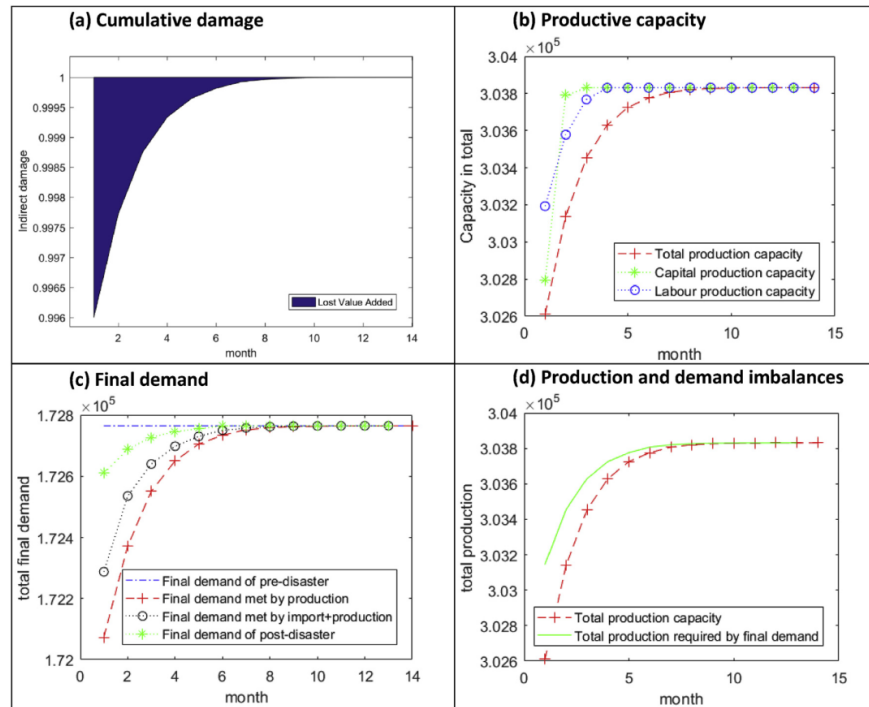 (a) Cumulative damage
1
0.9995
0.999
0.9985
0.998
0.9975
0.997
0.9965
0.996
Indirect damage
Lost Value Added
2 4 6 8 10 12 14
month
(b) Productive capacity
×10⁵
3.04
3.038
3.036
3.034
3.032
3.03
3.028
3.026
Capacity in total
Total production capacity
Capital production capacity
Labour production capacity
0 5 10 15
month
(c) Final demand
×10⁵
1.728
1.726
1.724
1.722
1.72
total final demand
Final demand of pre-disaster
Final demand met by production
Final demand met by import+production
Final demand of post-disaster
0 2 4 6 8 10 12 14
month
(d) Production and demand imbalances
×10⁵
3.04
3.038
3.036
3.034
3.032
3.03
3.028
3.026
total production
Total production capacity
Total production required by final demand
0 5 10 15
month